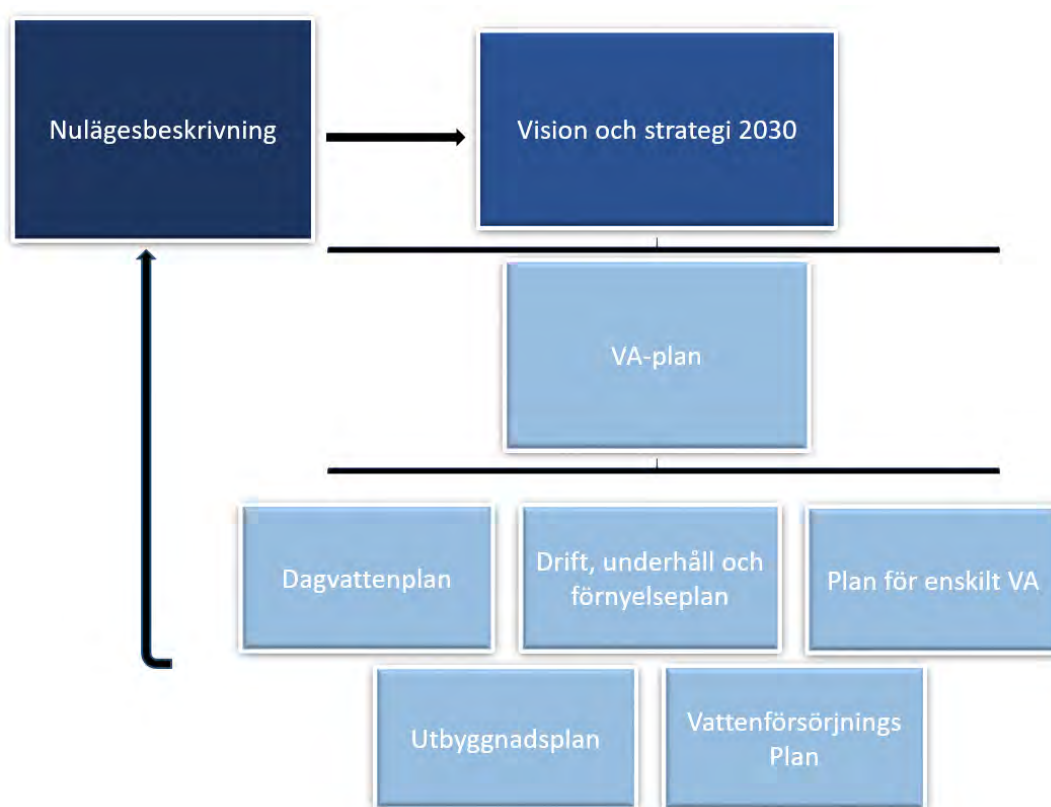 Nulägesbeskrivning
Vision och strategi 2030
VA-plan
Dagvattenplan
Drift, underhåll och
förnyelseplan
Plan för enskilt VA
Utbyggnadsplan
Vattenförsörjnings
Plan